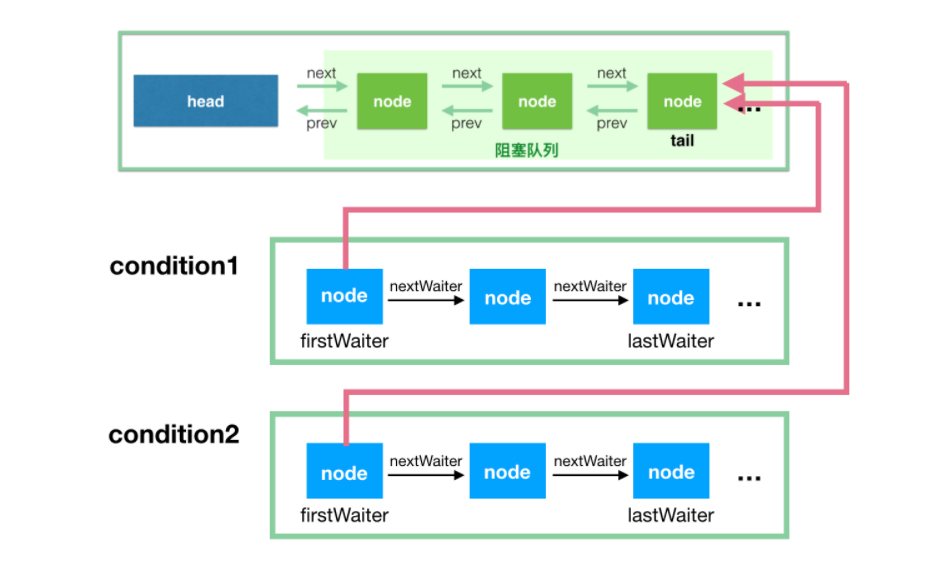 next next next
head node node node ...
prev prev prev
tail
阻塞队列
condition1
node nextWaiter node nextWaiter node ...
firstWaiter lastWaiter
condition2
node nextWaiter node nextWaiter node ...
firstWaiter lastWaiter